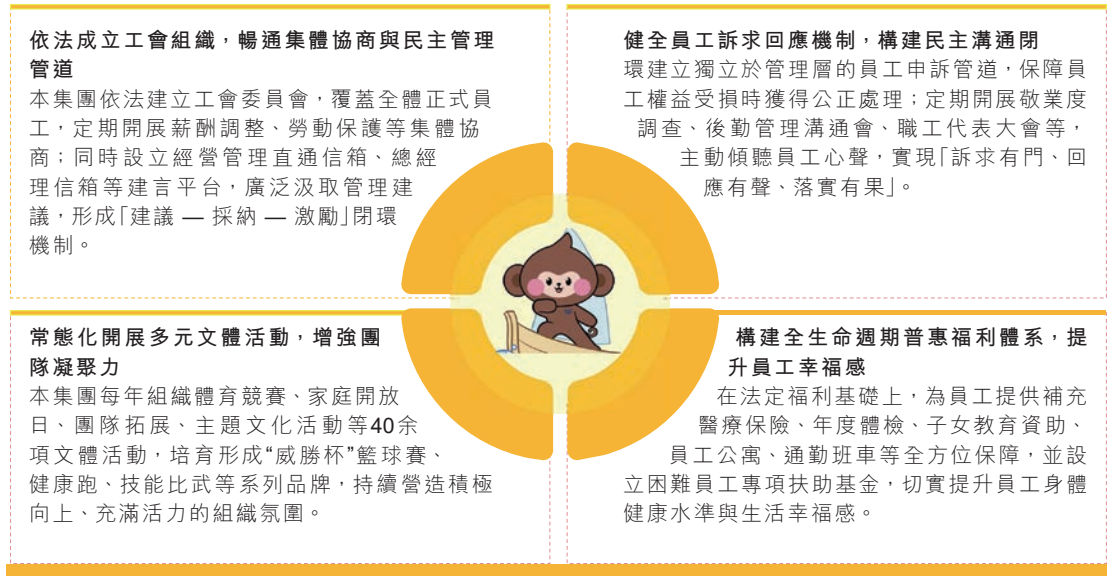 依法成立工會組織，暢通集體協商與民主管理
管道
本集團依法建立工會委員會，覆蓋全體正式員
工，定期開展薪酬調整、勞動保護等集體協
商；同時設立經營管理直通信箱、總經
理信箱等建言平台，廣泛汲取管理建
議，形成「建議 — 採納 — 激勵」閉環
機制。
健全員工訴求回應機制，構建民主溝通閉
環建立獨立於管理層的員工申訴管道，保障員
工權益受損時獲得公正處理；定期開展敬業度
調查、後勤管理溝通會、職工代表大會等，
主動傾聽員工心聲，實現「訴求有門、回
應有聲、落實有果」。
常態化開展多元文體活動，增強團
隊凝聚力
本集團每年組織體育競賽、家庭開放
日、團隊拓展、主題文化活動等40余
項文體活動，培育形成“威勝杯”籃球賽、
健康跑、技能比武等系列品牌，持續營造積極
向上、充滿活力的組織氛圍。
構建全生命週期普惠福利體系，提
升員工幸福感
在法定福利基礎上，為員工提供補充
醫療保險、年度體檢、子女教育資助、
員工公寓、通勤班車等全方位保障，並設
立困難員工專項扶助基金，切實提升員工身體
健康水準與生活幸福感。